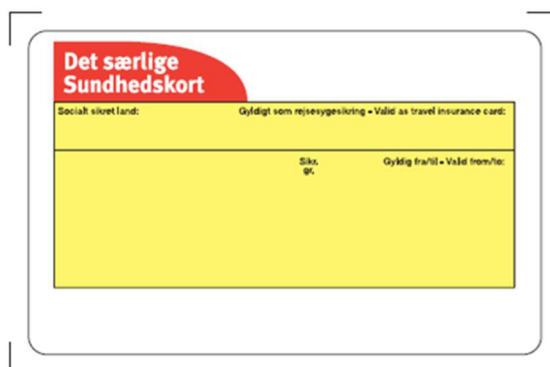 Det særlige
Sundhedskort
Socialt sikret land: Gyldigt som rejsesygesikring - Valid as travel insurance card:
Sikr. Gyldig fra/til - Valid from/to:
gr.